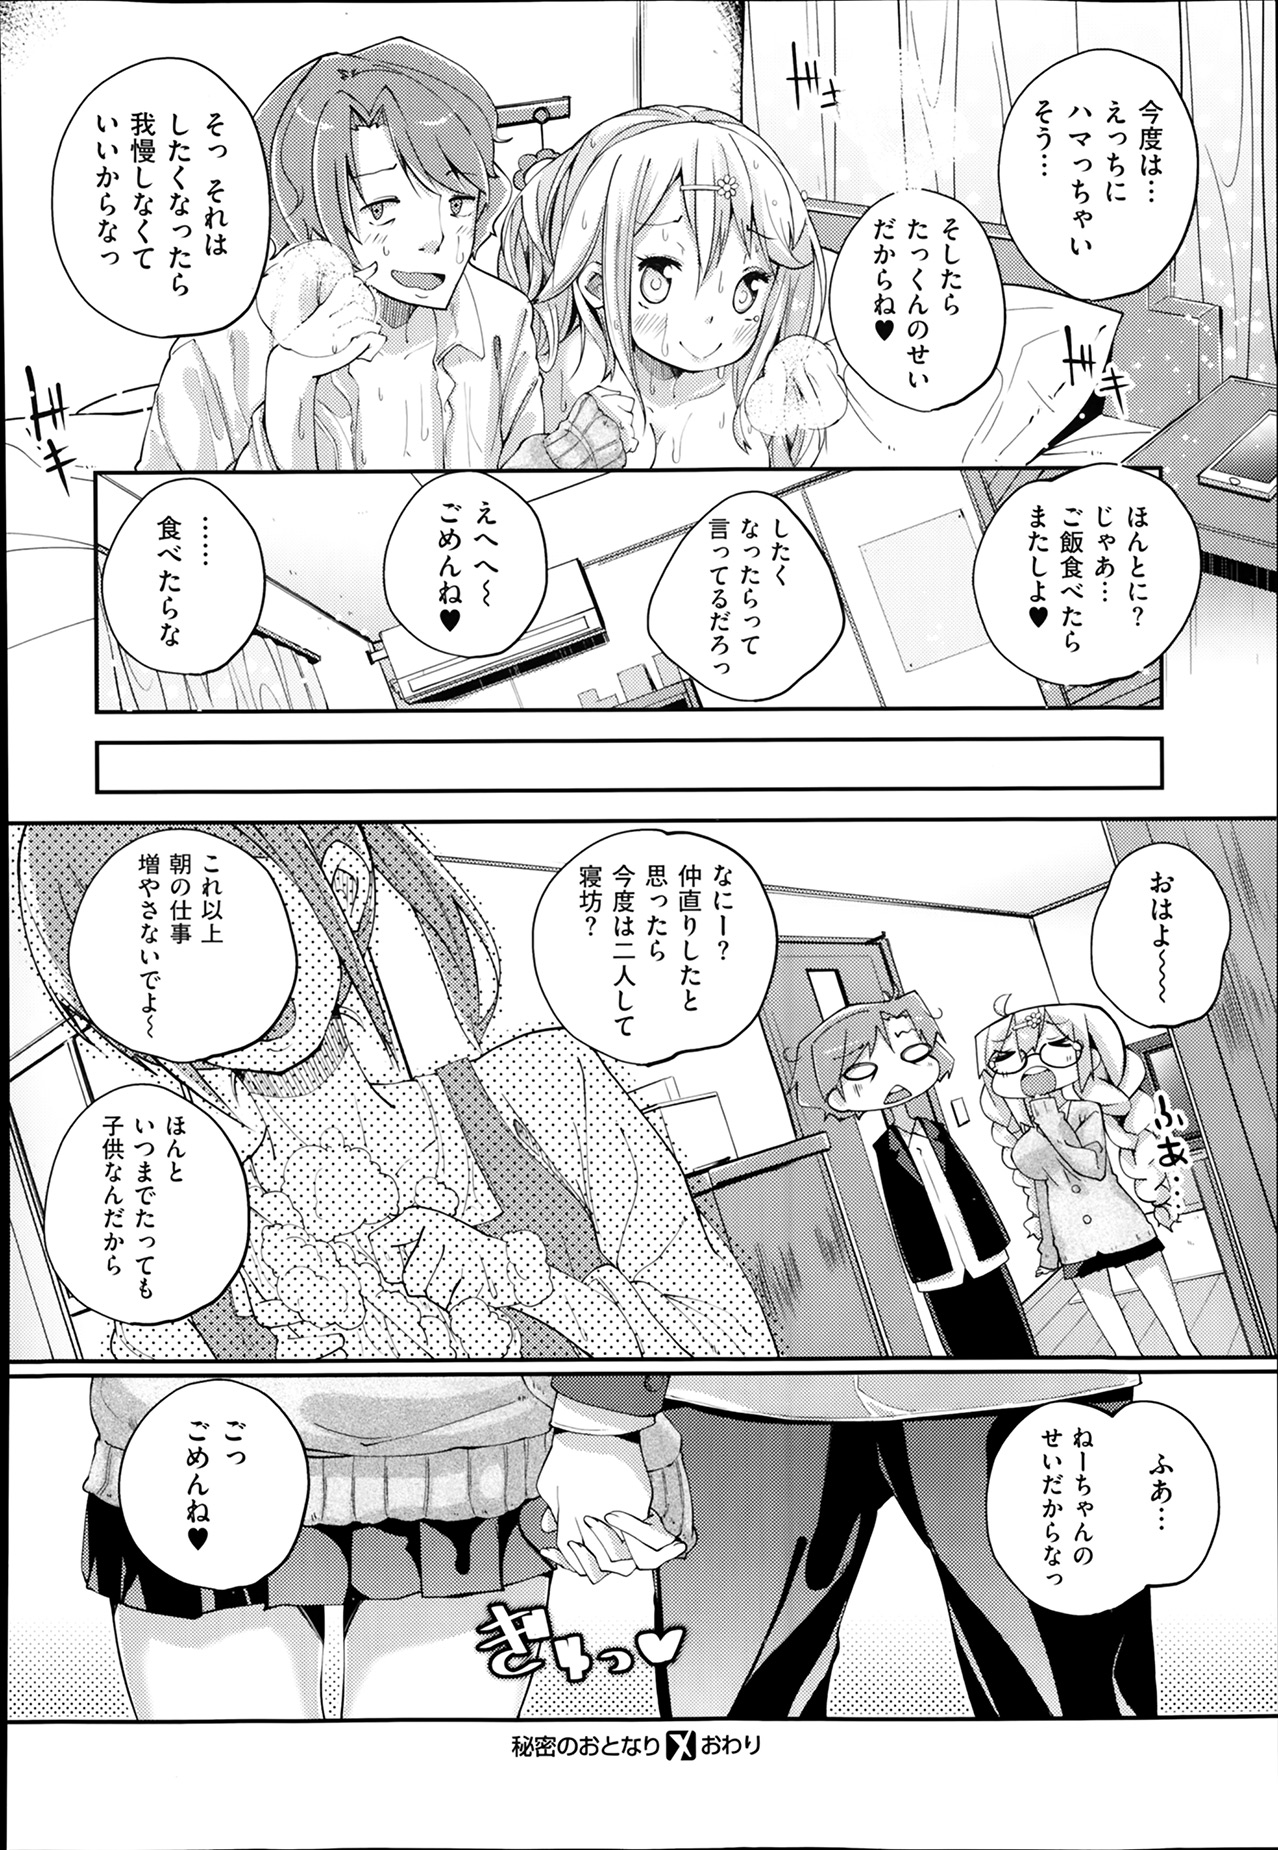 今度は…
えっちに
ハマっちゃい
そう…
そしたら
たっくんのせい
だからね♥
そっ それは
したくなったら
我慢しなくて
いいからなっ
ギシッ
ギシ
ギシ
ほんとに?
じゃあ…
ご飯食べたら
またしよ♥
したく
なったらって
言ってるだろっ
えへへ〜
ごめんね♥
……
食べたらな
おはよ〜〜
ふぁ…
なにー?
仲直りしたと
思ったら
今度は二人して
寝坊?
これ以上
朝の仕事
増やさないでよ〜
ほんと
いつまでたっても
子供なんだから
ふあ…
ねーちゃんの
せいだからなっ
ごっ
ごめんね♥
ぎゅっ♥
秘密のおとなり X おわり